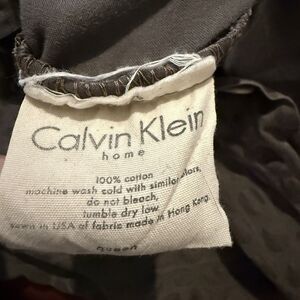 Calvin Klein
home
100% cotton
machine wash cold with similar colors,
do not bleach,
tumble dry low
sewn in USA of fabric made in Hong Kong.
queen